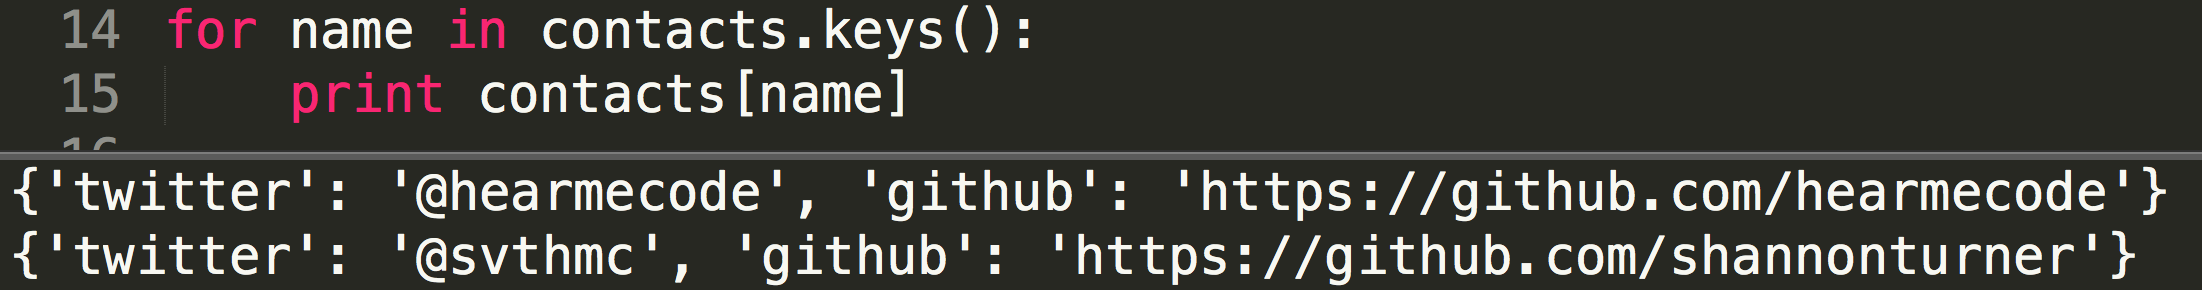 14 for name in contacts.keys():
15     print contacts[name]
16
{'twitter': '@hearmecode', 'github': 'https://github.com/hearmecode'}
{'twitter': '@svthmc', 'github': 'https://github.com/shannonturner'}